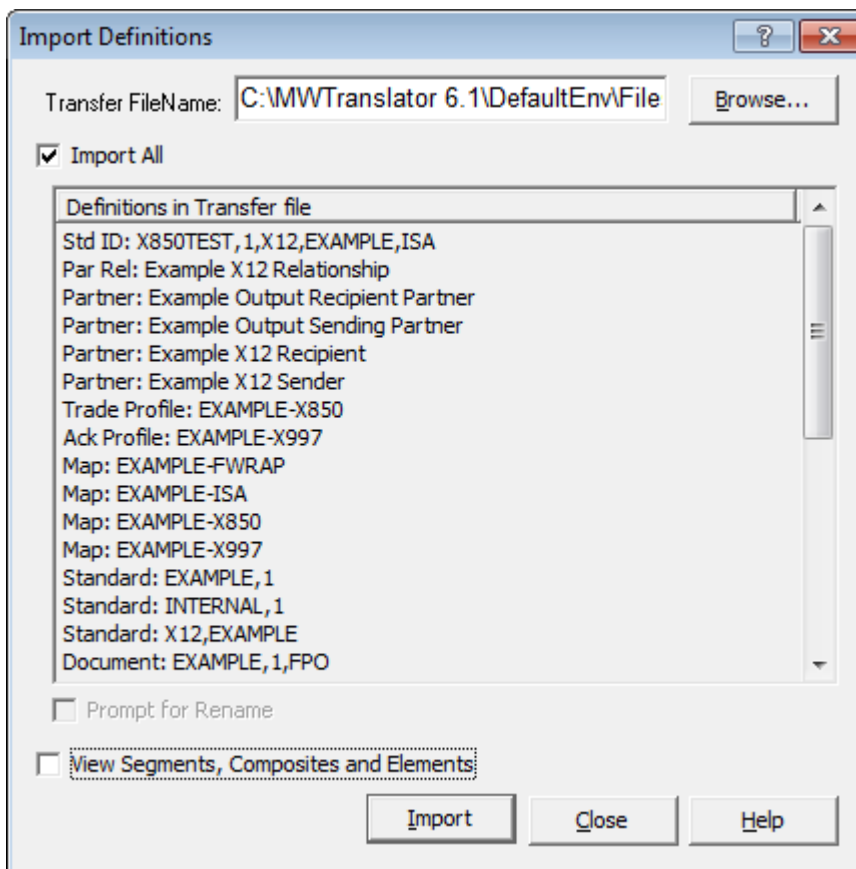 Import Definitions
Transfer FileName: C:\MWTranslator 6.1\DefaultEnv\File Browse...
Import All
Definitions in Transfer file
Std ID: X850TEST,1,X12,EXAMPLE,ISA
Par Rel: Example X12 Relationship
Partner: Example Output Recipient Partner
Partner: Example Output Sending Partner
Partner: Example X12 Recipient
Partner: Example X12 Sender
Trade Profile: EXAMPLE-X850
Ack Profile: EXAMPLE-X997
Map: EXAMPLE-FWRAP
Map: EXAMPLE-ISA
Map: EXAMPLE-X850
Map: EXAMPLE-X997
Standard: EXAMPLE,1
Standard: INTERNAL,1
Standard: X12,EXAMPLE
Document: EXAMPLE,1,FPO
Prompt for Rename
View Segments, Composites and Elements
Import Close Help